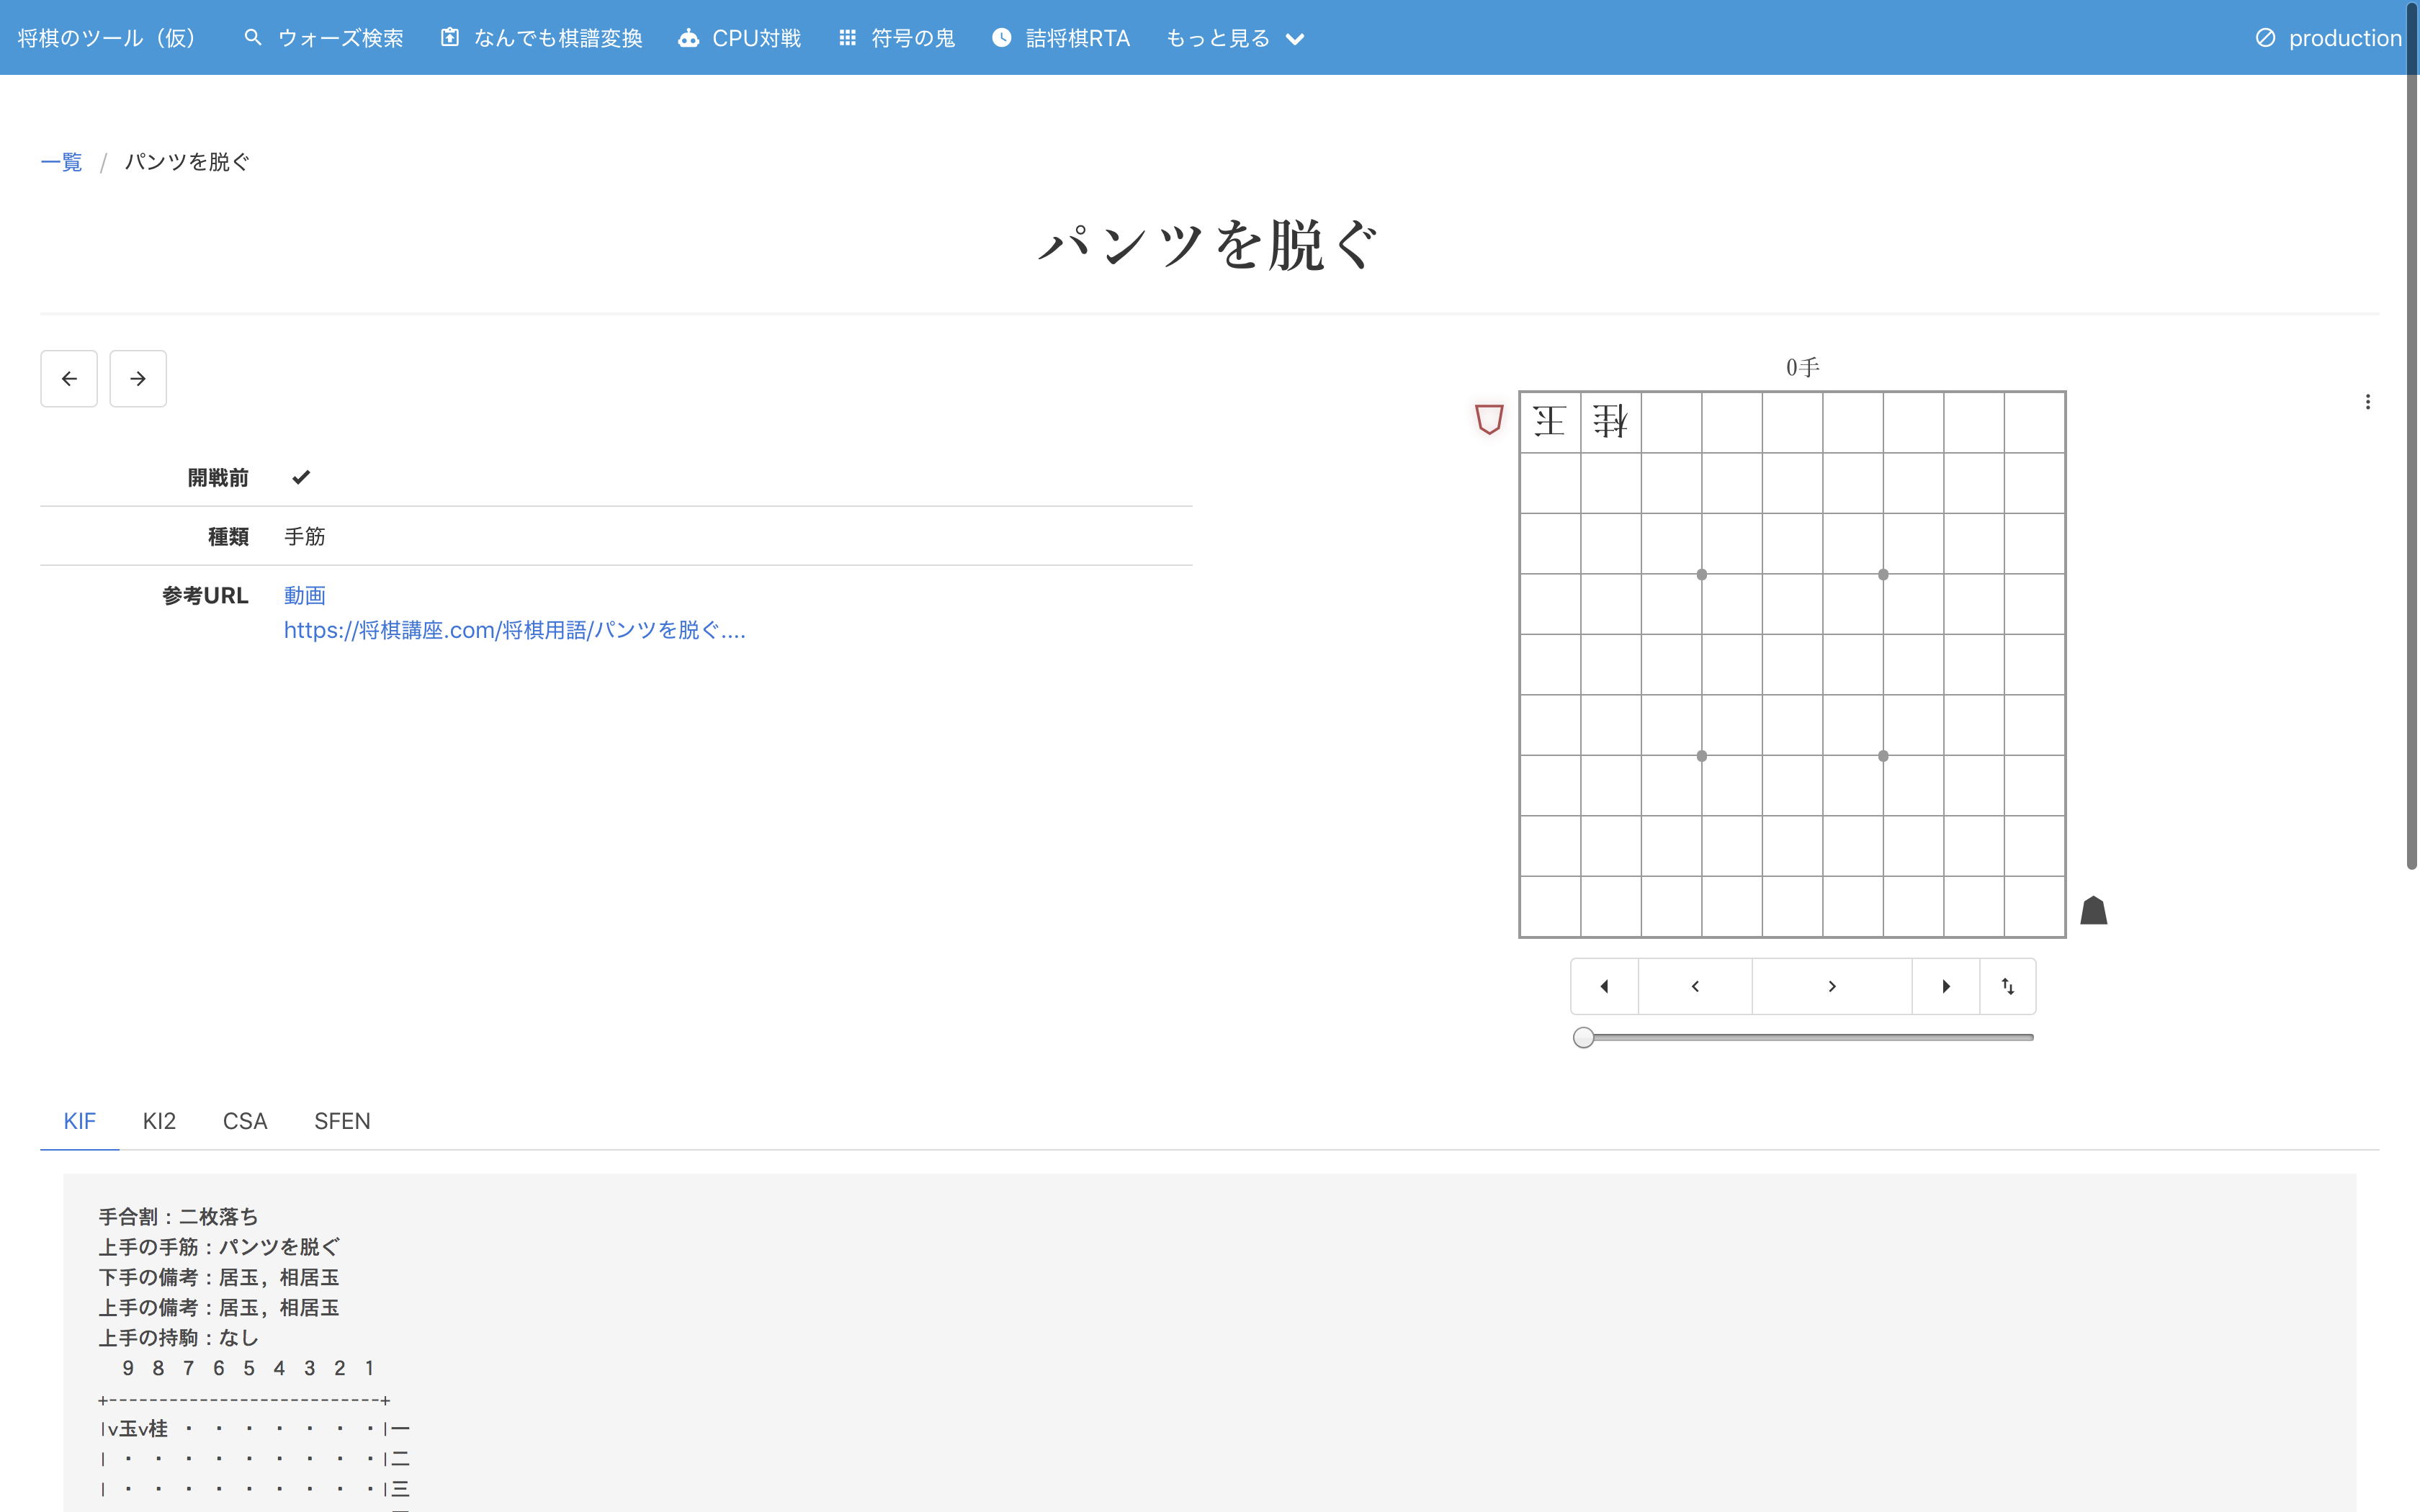 将棋のツール（仮） ウォーズ検索 なんでも棋譜変換 CPU対戦 符号の鬼 詰将棋RTA もっと見る production
一覧 / パンツを脱ぐ
パンツを脱ぐ
開戦前
種類 手筋
参考URL 動画
https://将棋講座.com/将棋用語/パンツを脱ぐ....
0手
王 桂
KIF KI2 CSA SFEN
手合割：二枚落ち
上手の手筋：パンツを脱ぐ
下手の備考：居玉, 相居玉
上手の備考：居玉, 相居玉
上手の持駒：なし
9 8 7 6 5 4 3 2 1
+---------------------------+
|v玉v桂 ・ ・ ・ ・ ・ ・ ・|一
| ・ ・ ・ ・ ・ ・ ・ ・ ・|二
| ・ ・ ・ ・ ・ ・ ・ ・ ・|三